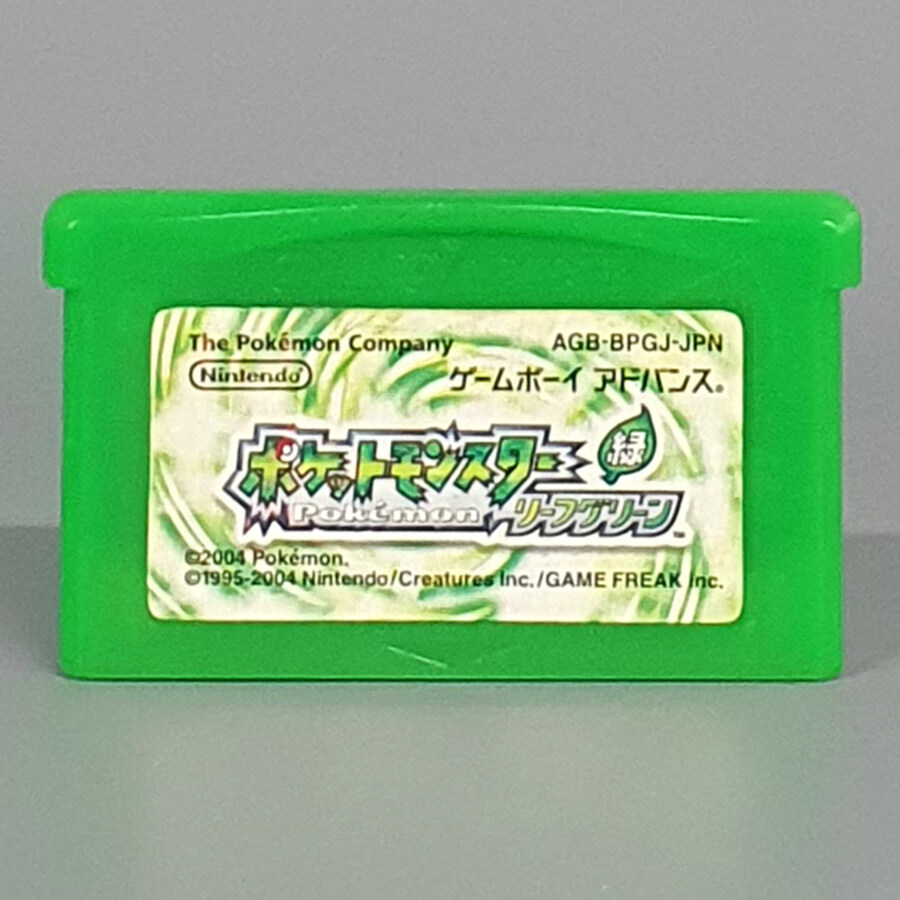 The Pokémon Company AGB-BPGJ-JPN
Nintendo ゲームボーイ アドバンス®
ポケットモンスター 緑
Pokémon リーフグリーン™
©2004 Pokémon.
©1995-2004 Nintendo/Creatures Inc./GAME FREAK inc.